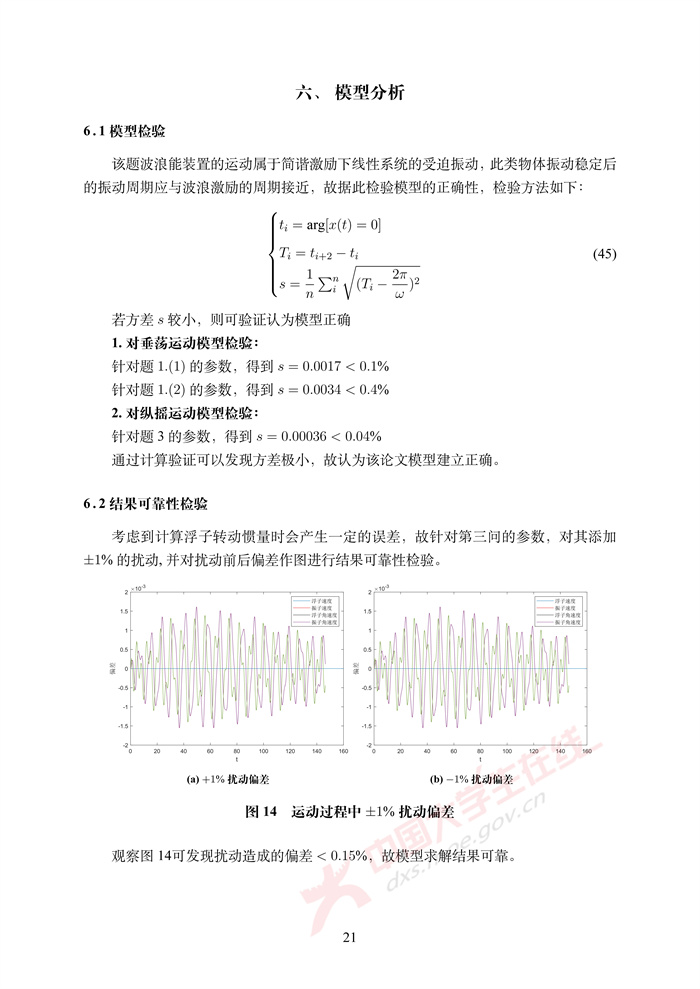 六、 模型分析
6.1 模型检验
该题波浪能装置的运动属于简谐激励下线性系统的受迫振动，此类物体振动稳定后
的振动周期应与波浪激励的周期接近，故据此检验模型的正确性，检验方法如下：
t_i = arg[x(t) = 0]
T_i = t_{i+2} − t_i
s = \frac{1}{n} ∑_i^n \sqrt{(T_i − \frac{2π}{ω})^2}
(45)
若方差 s 较小，则可验证认为模型正确
1. 对垂荡运动模型检验：
针对题 1.(1) 的参数，得到 s = 0.0017 < 0.1%
针对题 1.(2) 的参数，得到 s = 0.0034 < 0.4%
2. 对纵摇运动模型检验：
针对题 3 的参数，得到 s = 0.00036 < 0.04%
通过计算验证可以发现方差极小，故认为该论文模型建立正确。
6.2 结果可靠性检验
考虑到计算浮子转动惯量时会产生一定的误差，故针对第三问的参数，对其添加
±1% 的扰动, 并对扰动前后偏差作图进行结果可靠性检验。
×10^{-3}
2
1.5
1
0.5
0
-0.5
-1
-1.5
-2
偏差
0 20 40 60 80 100 120 140 160
t
浮子速度
振子速度
浮子角速度
振子角速度
(a) +1% 扰动偏差
×10^{-3}
2
1.5
1
0.5
0
-0.5
-1
-1.5
-2
偏差
0 20 40 60 80 100 120 140 160
t
浮子速度
振子速度
浮子角速度
振子角速度
(b) −1% 扰动偏差
图 14 运动过程中 ±1% 扰动偏差
观察图 14可发现扰动造成的偏差 < 0.15%，故模型求解结果可靠。
中国大学生在线
dxs.moe.gov.cn
21